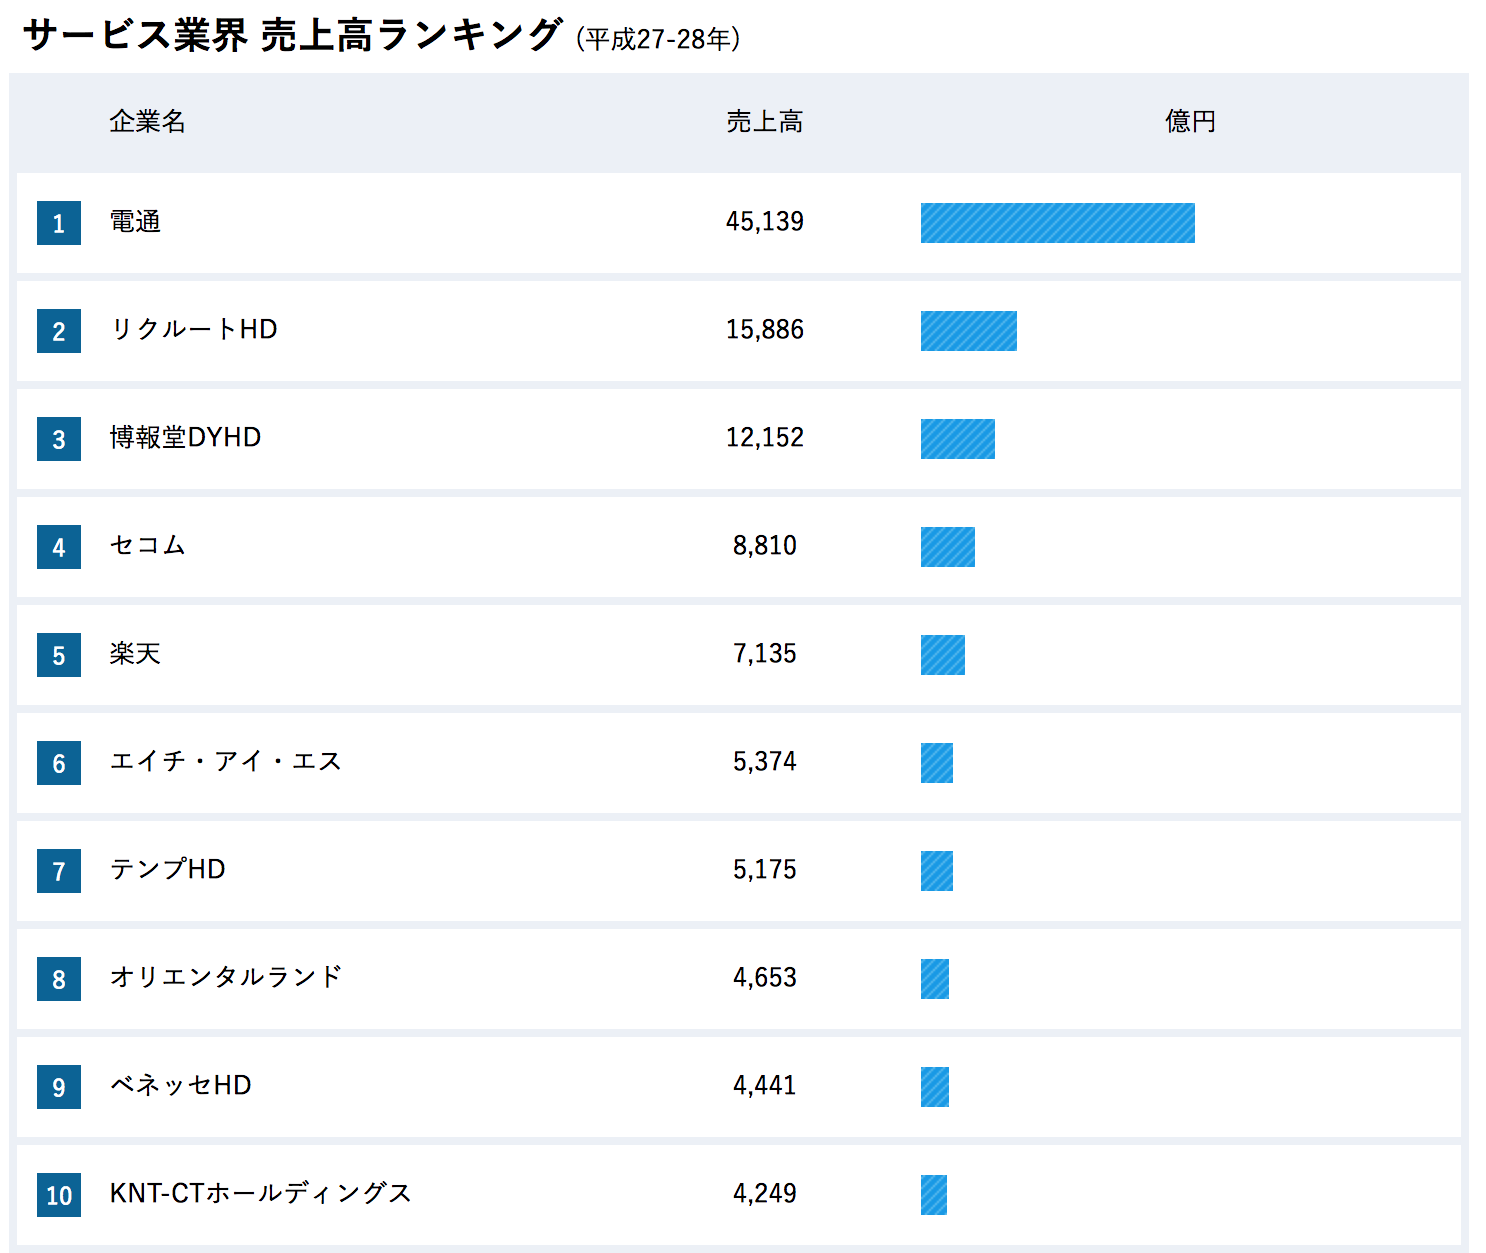 サービス業界 売上高ランキング（平成27-28年）
企業名 売上高 億円
1 電通 45,139
2 リクルートHD 15,886
3 博報堂DYHD 12,152
4 セコム 8,810
5 楽天 7,135
6 エイチ・アイ・エス 5,374
7 テンプHD 5,175
8 オリエンタルランド 4,653
9 ベネッセHD 4,441
10 KNT-CTホールディングス 4,249